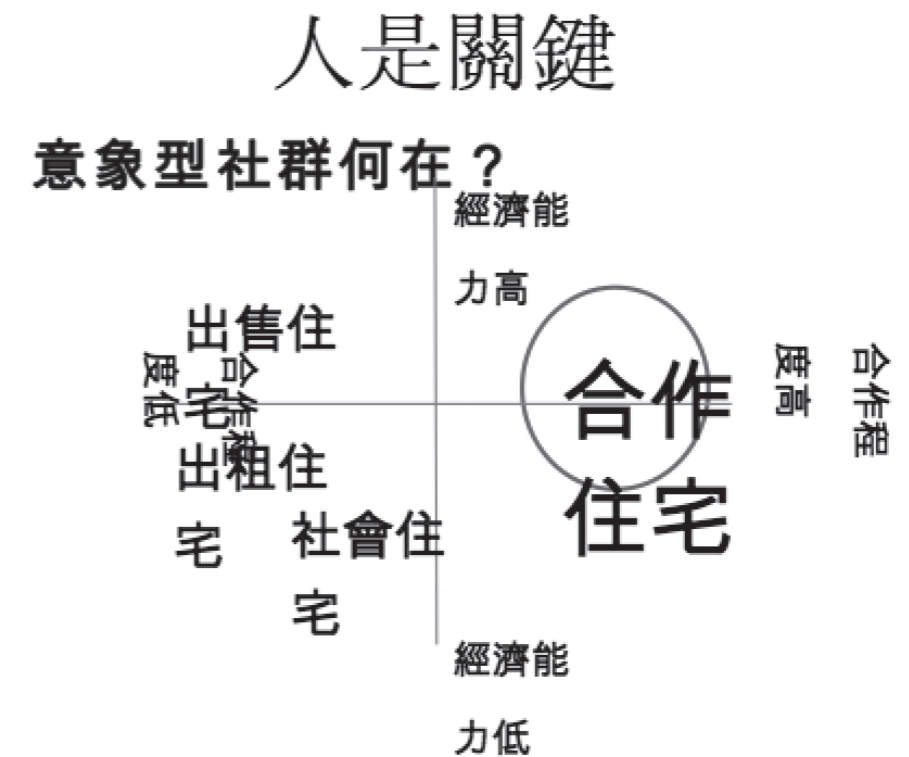 人是關鍵
意象型社群何在？
經濟能
力高
出售住
宅
合作程
度低
合作
住宅
合作程
度高
出租住
宅
社會住
宅
經濟能
力低